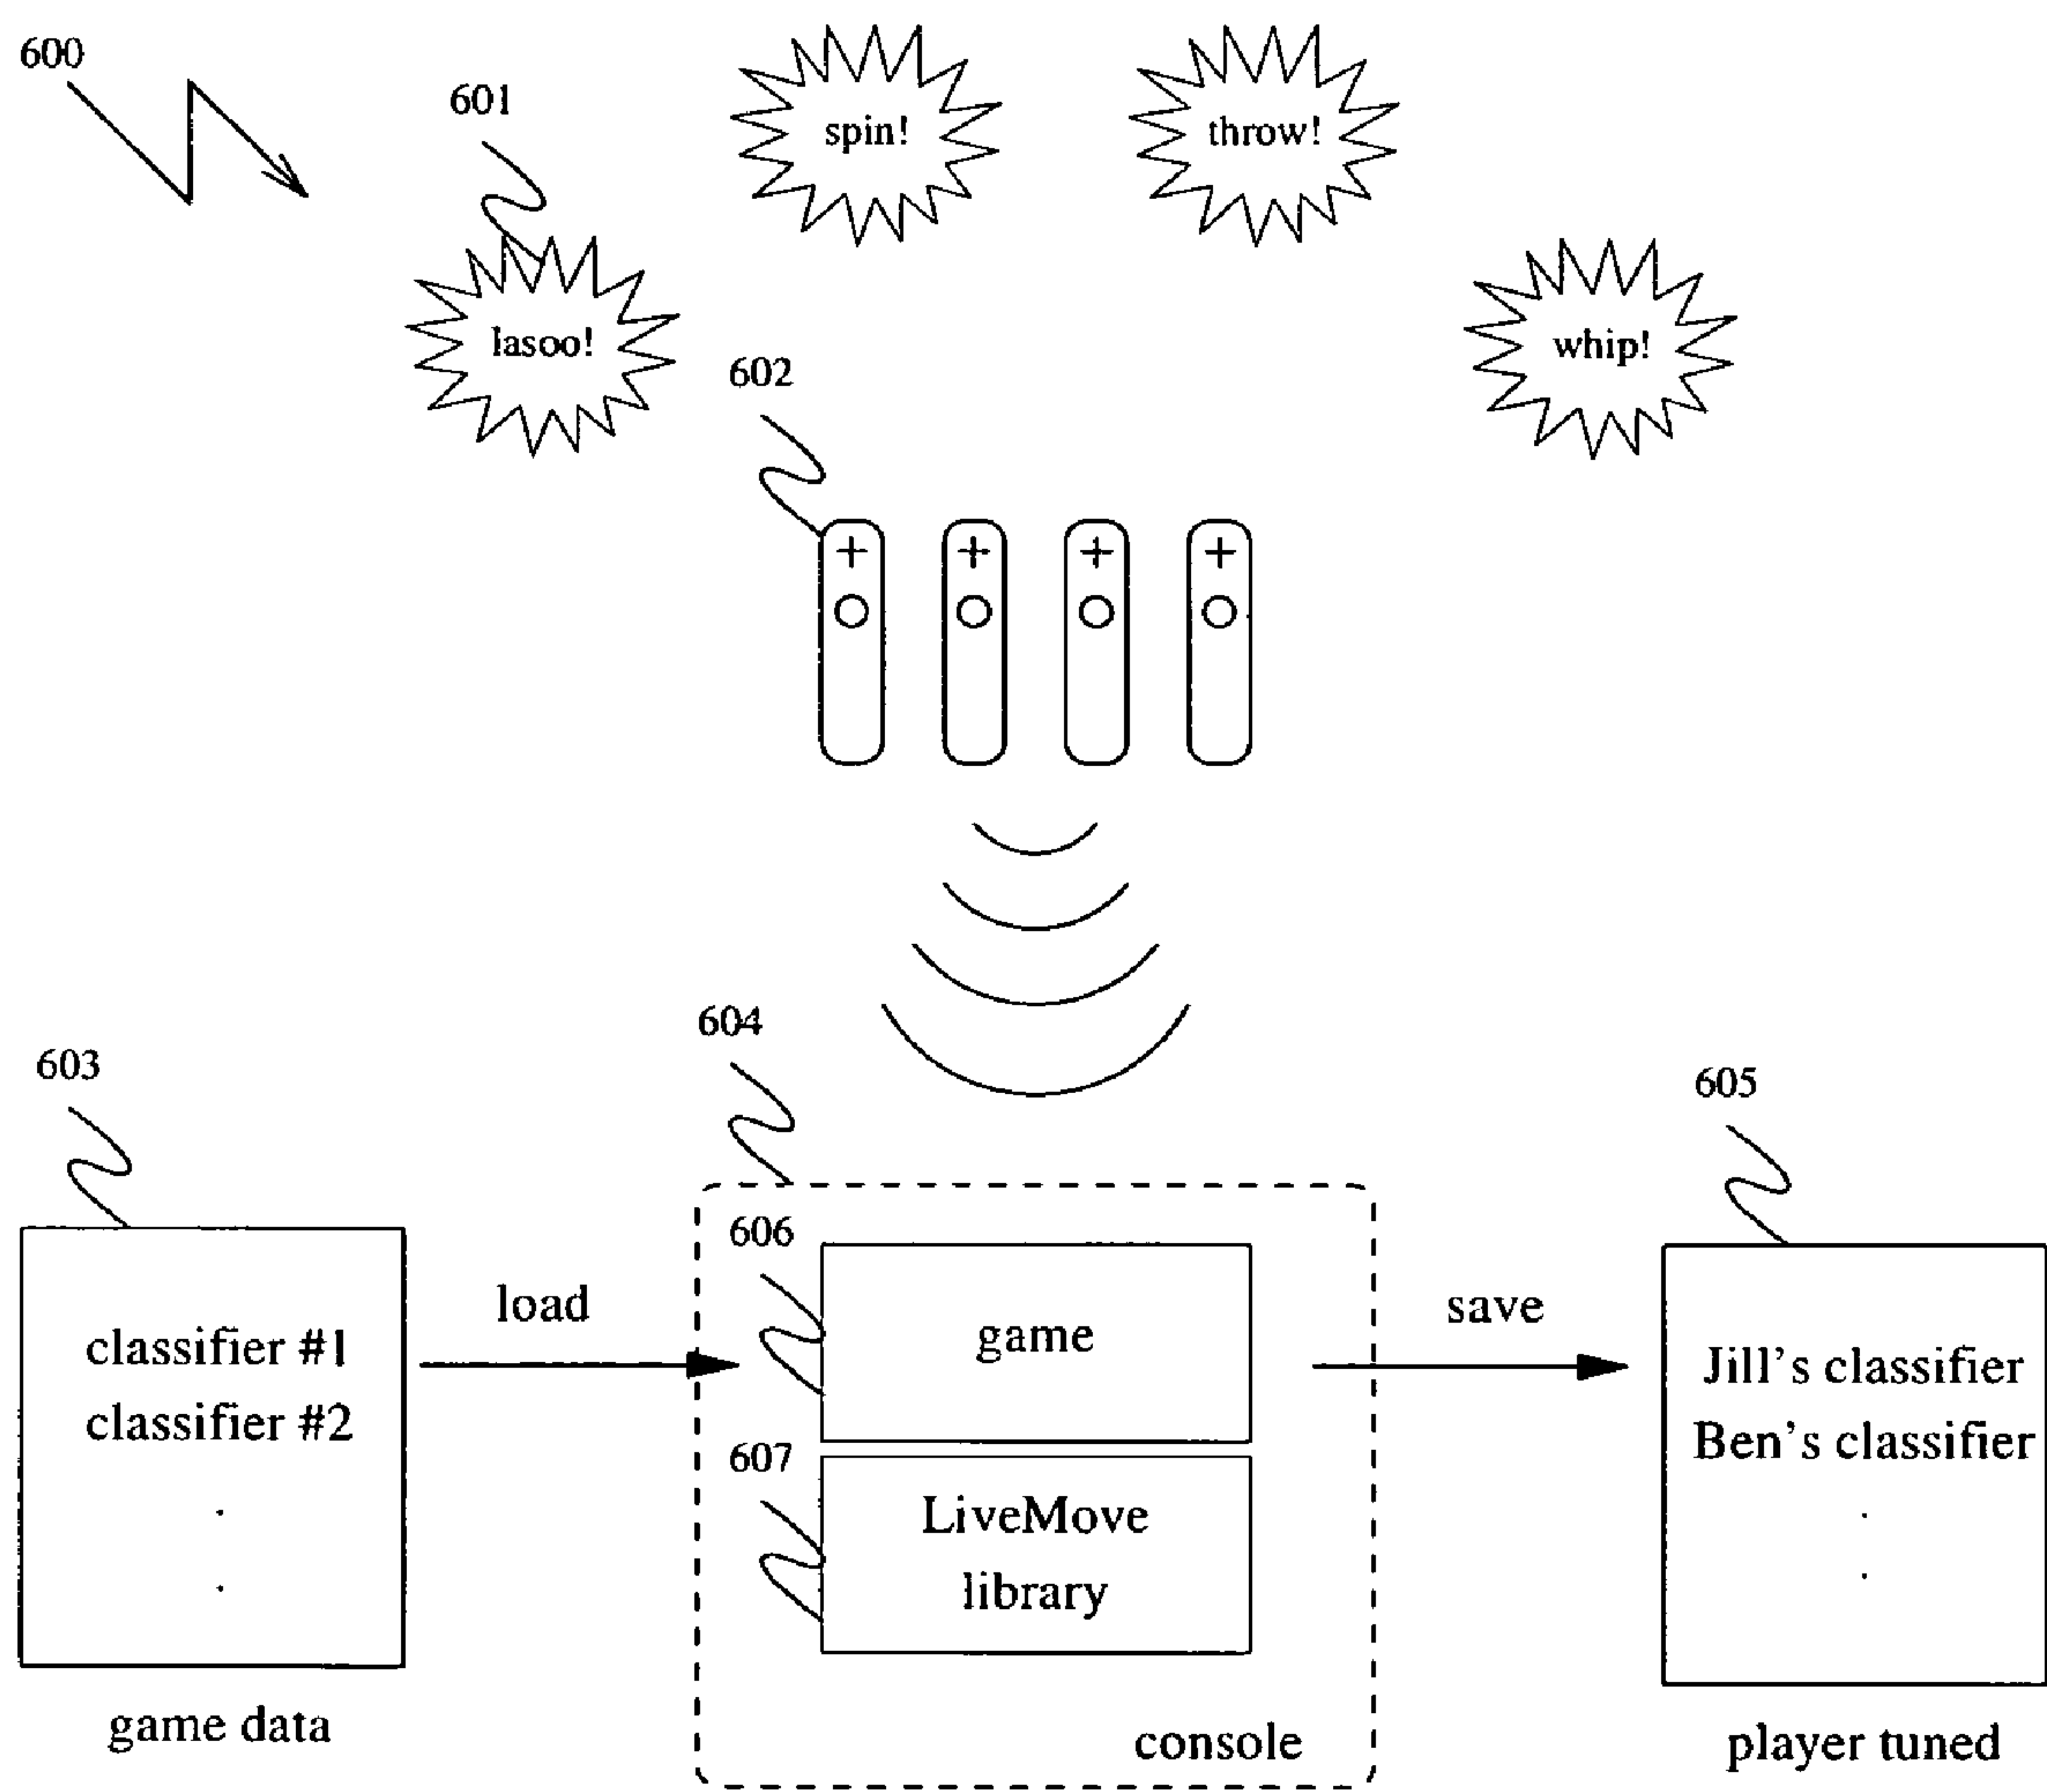 600
601
spin!
throw!
lasoo!
whip!
602
+ + + +
604
603
605
606
load
game
save
classifier #1
classifier #2
.
.
Jill's classifier
Ben's classifier
.
.
607
LiveMove
library
game data
console
player tuned